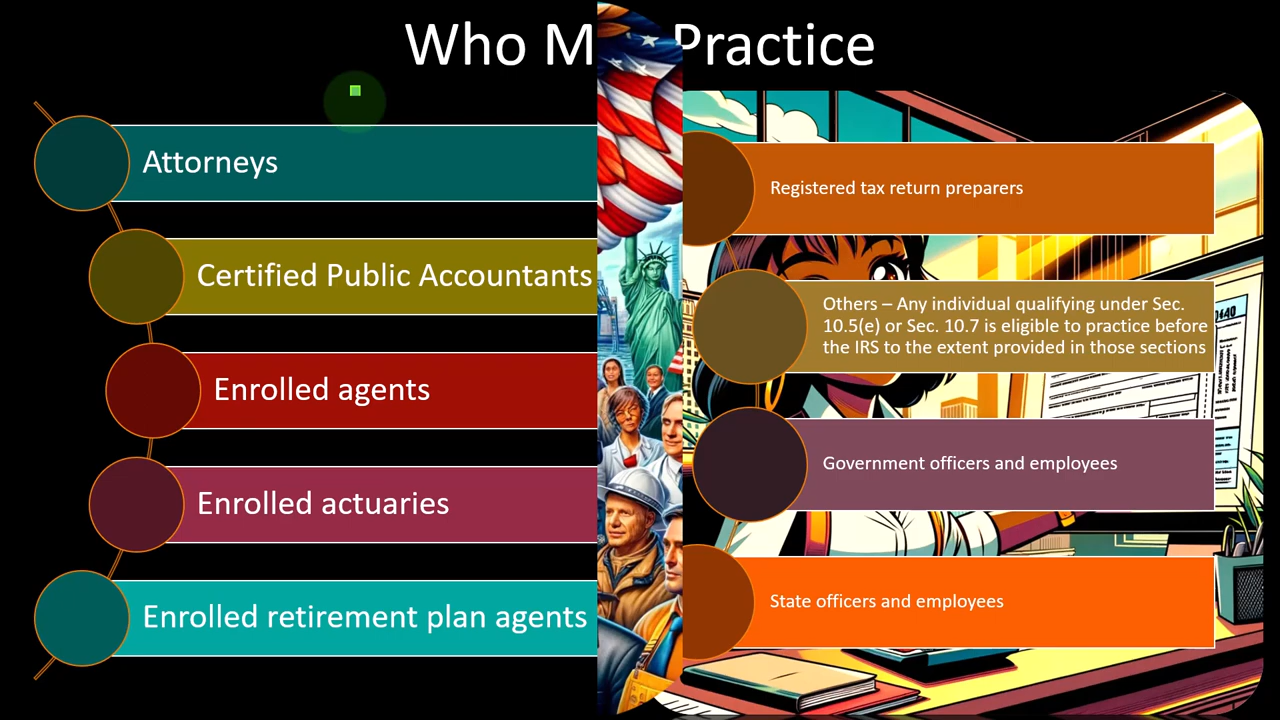 Who M Practice
Attorneys
Certified Public Accountants
Enrolled agents
Enrolled actuaries
Enrolled retirement plan agents
Registered tax return preparers
Others – Any individual qualifying under Sec.
10.5(e) or Sec. 10.7 is eligible to practice before
the IRS to the extent provided in those sections
Government officers and employees
State officers and employees